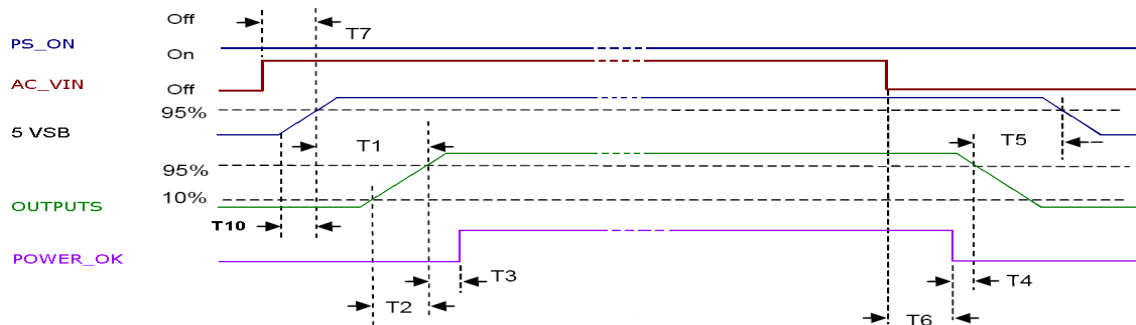 Off
T7
PS_ON
On
AC_VIN
Off
95%
5 VSB
T1
T5
95%
10%
OUTPUTS
T10
POWER_OK
T3
T4
T2
T6